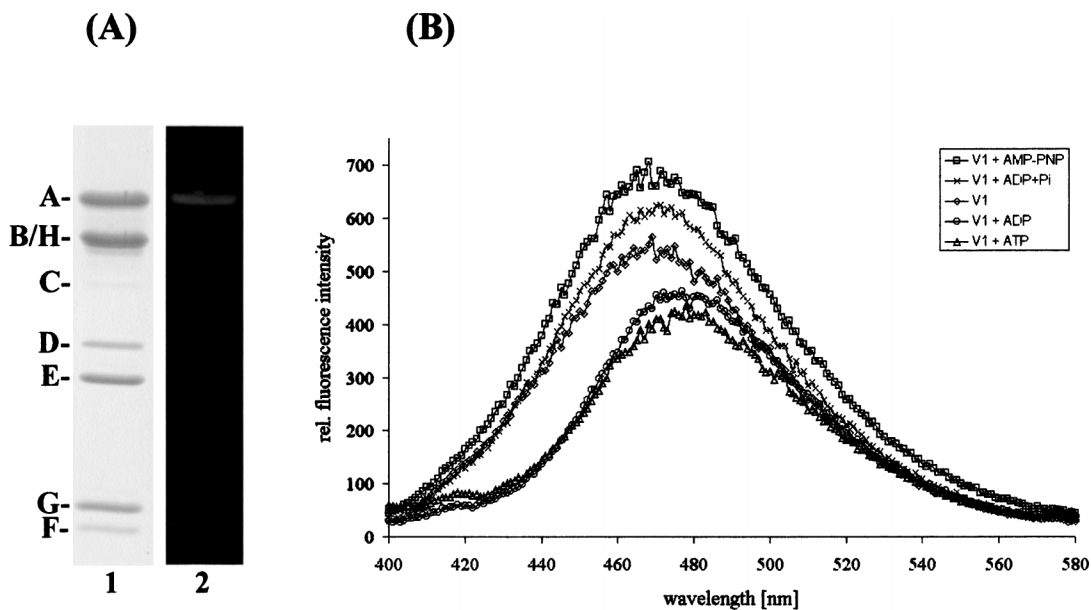 (A)
(B)
A-
B/H-
C-
D-
E-
G-
F-
1
2
rel. fluorescence intensity
700
600
500
400
300
200
100
0
400
420
440
460
480
500
520
540
560
580
wavelength [nm]
V1 + AMP-PNP
V1 + ADP+Pi
V1
V1 + ADP
V1 + ATP